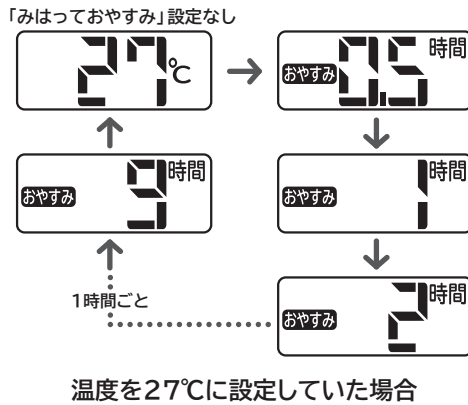 「みはっておやすみ」設定なし
27℃
おやすみ 0.5 時間
おやすみ 9 時間
おやすみ 1 時間
1時間ごと
おやすみ 2 時間
温度を27℃に設定していた場合